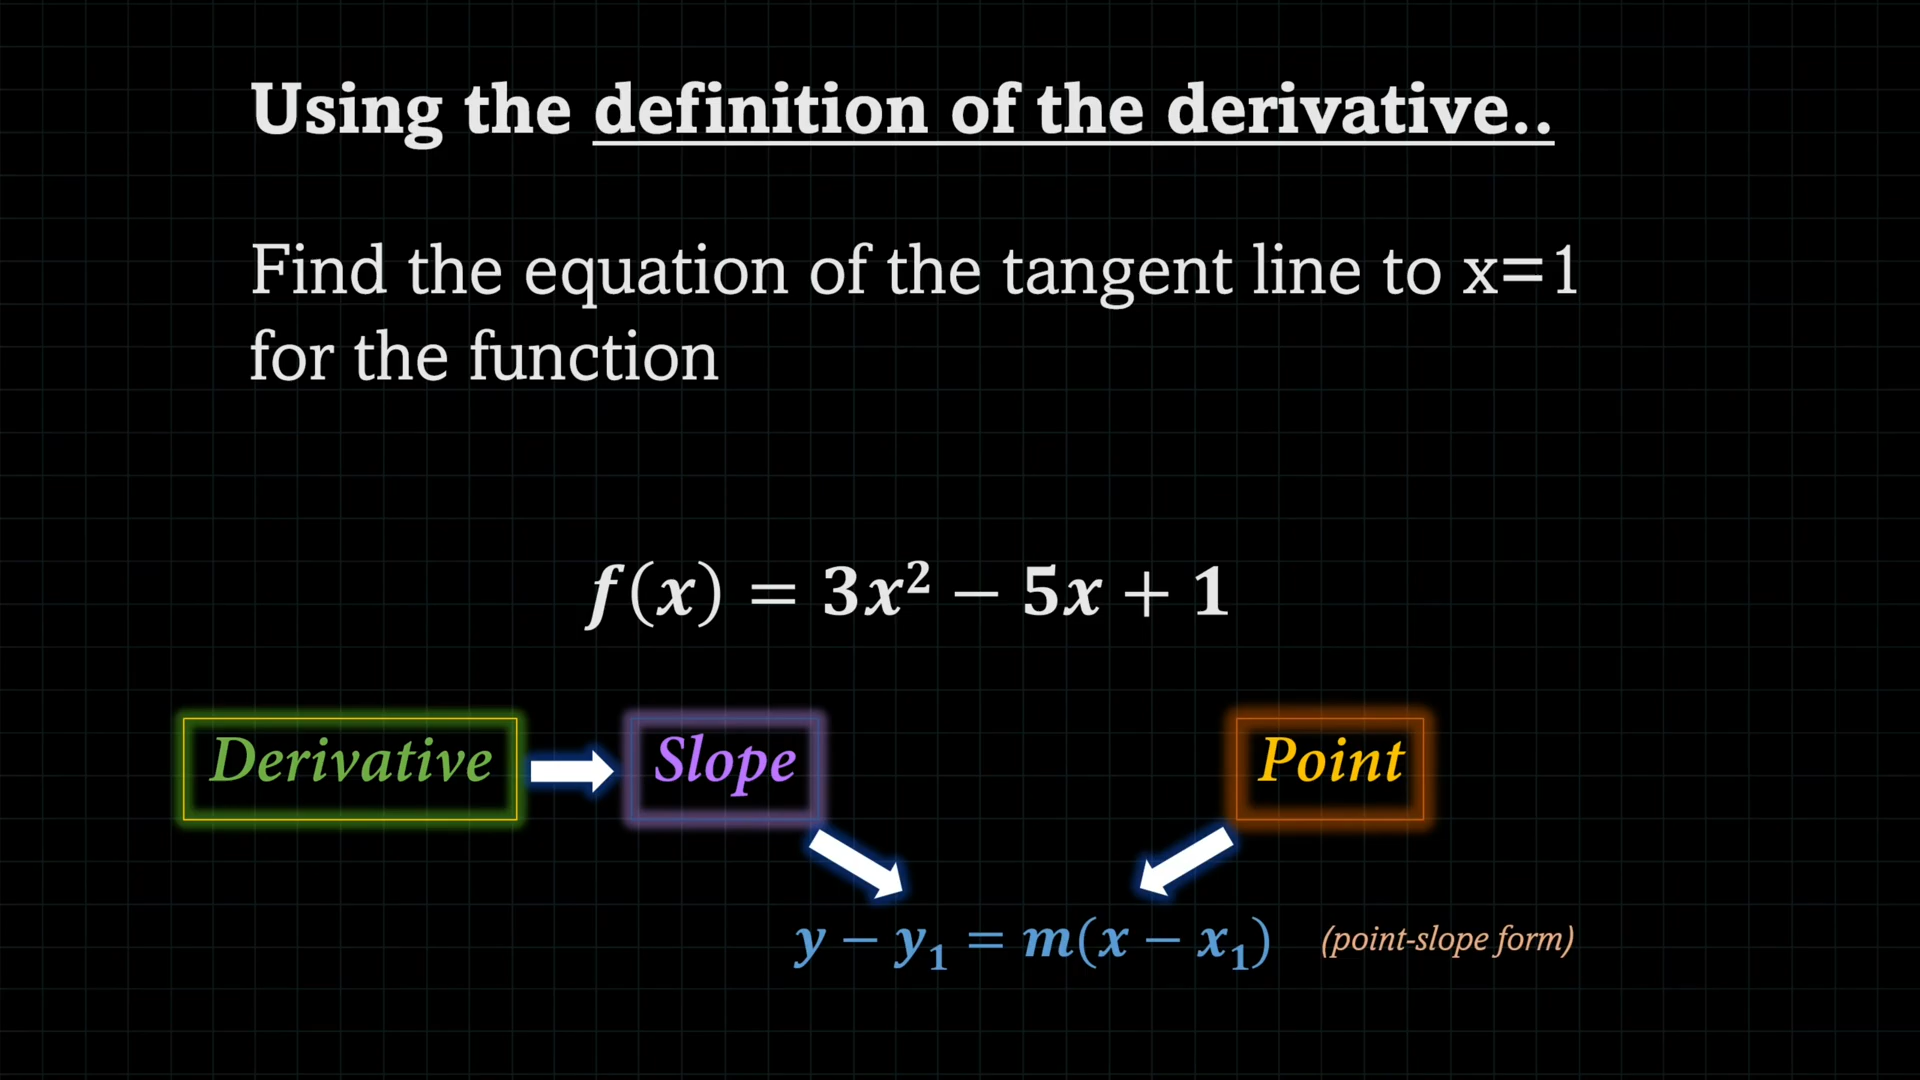 Using the definition of the derivative..
Find the equation of the tangent line to x=1
for the function
f(x) = 3x² − 5x + 1
Derivative
Slope
Point
y − y₁ = m(x − x₁)
(point-slope form)